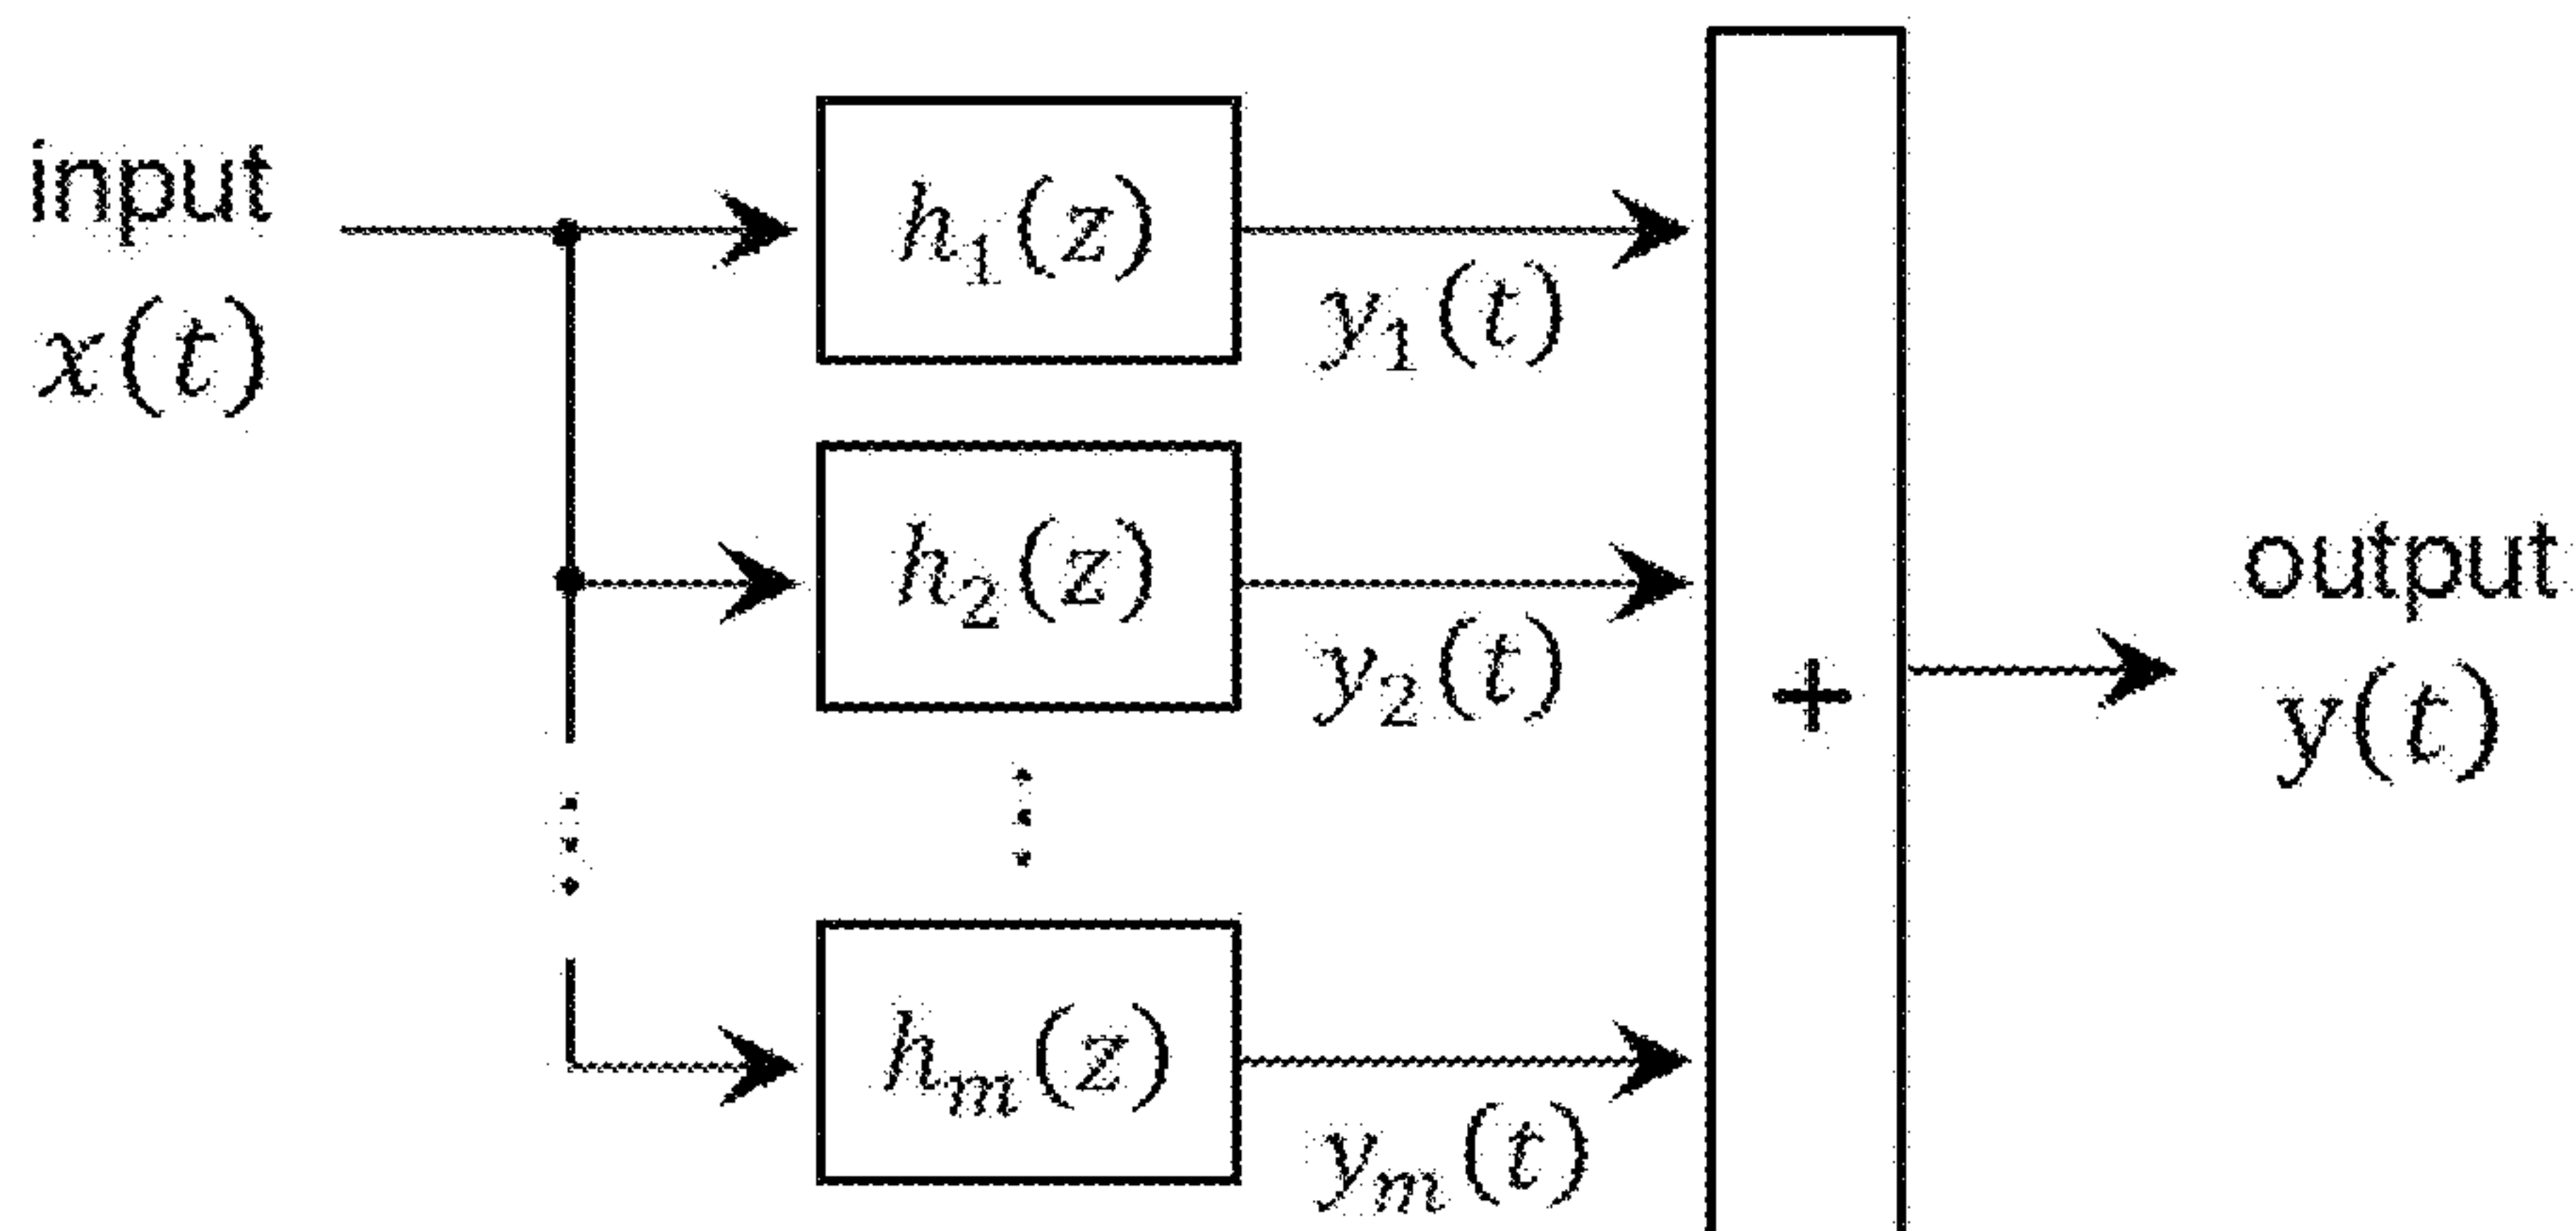 input
x(t)
h₁(z)
y₁(t)
h₂(z)
y₂(t)
+
output
y(t)
⋮
⋮
hₘ(z)
yₘ(t)